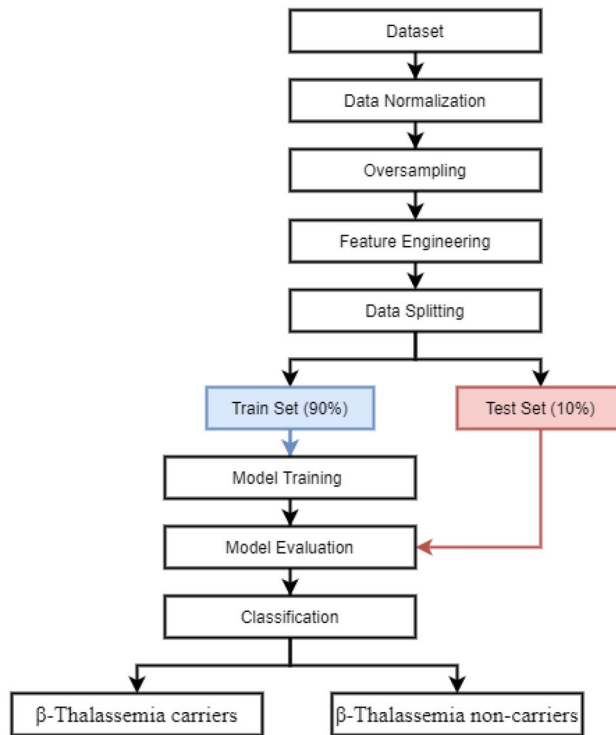 Dataset
Data Normalization
Oversampling
Feature Engineering
Data Splitting
Train Set (90%)
Test Set (10%)
Model Training
Model Evaluation
Classification
β-Thalassemia carriers
β-Thalassemia non-carriers